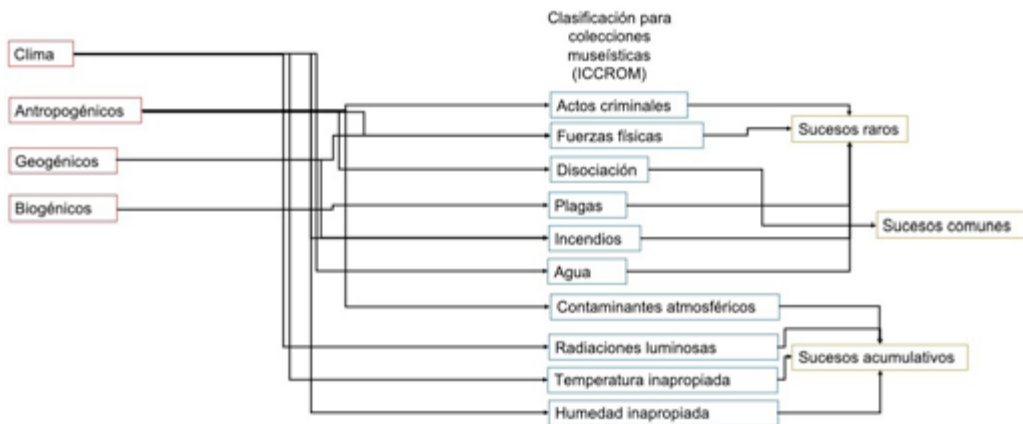 Clasificación para
colecciones
museísticas
(ICCROM)
Clima
Antropogénicos
Geogénicos
Biogénicos
Actos criminales
Fuerzas físicas
Disociación
Plagas
Incendios
Agua
Contaminantes atmosféricos
Radiaciones luminosas
Temperatura inapropiada
Humedad inapropiada
Sucesos raros
Sucesos comunes
Sucesos acumulativos